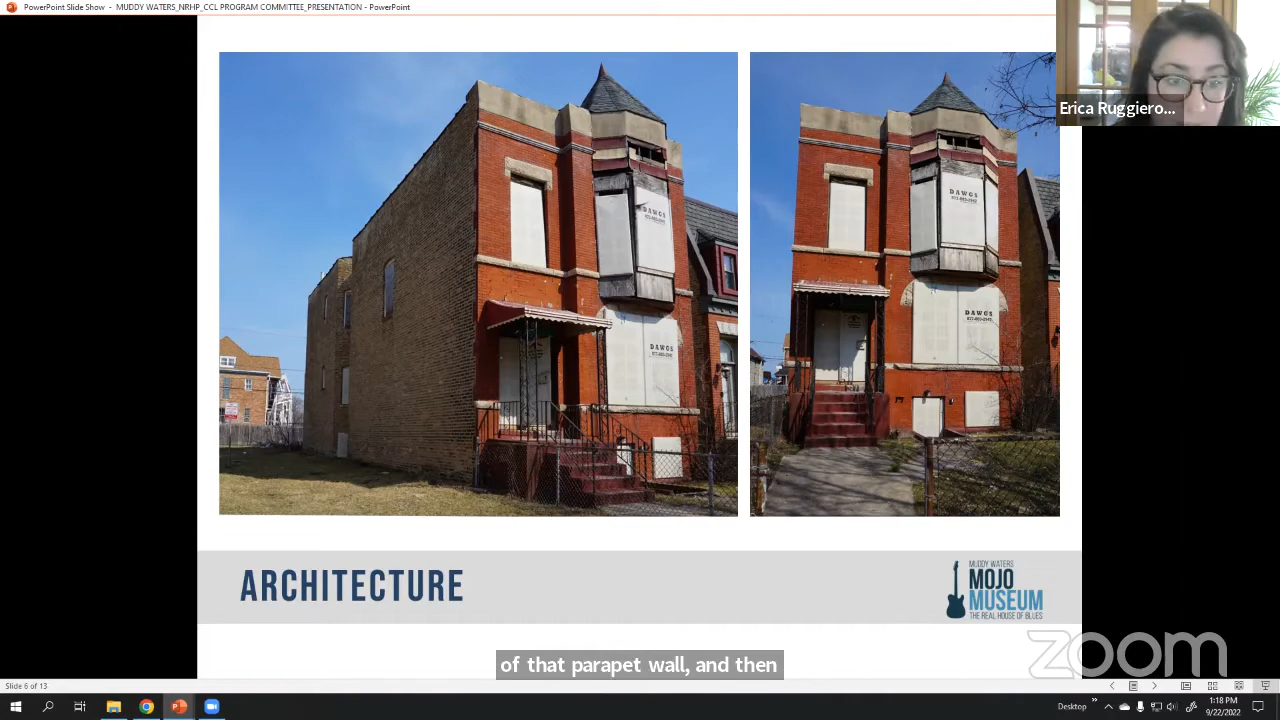 PowerPoint Slide Show - MUDDY WATERS_NRHP_CCL PROGRAM COMMITTEE_PRESENTATION - PowerPoint
Erica Ruggiero...
DAWGS
DAWGS
DAWGS
DAWGS
ARCHITECTURE
MUDDY WATERS
MOJO
MUSEUM
THE REAL HOUSE OF BLUES
of that parapet wall, and then
zoom
Slide 6 of 13
Desktop
1:18 PM
9/22/2022